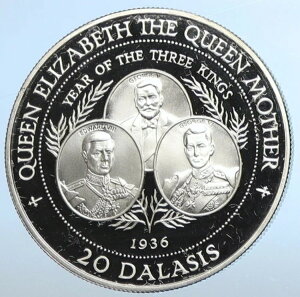 QUEEN ELIZABETH THE QUEEN MOTHER
YEAR OF THE THREE KINGS
1936
20 DALASIS